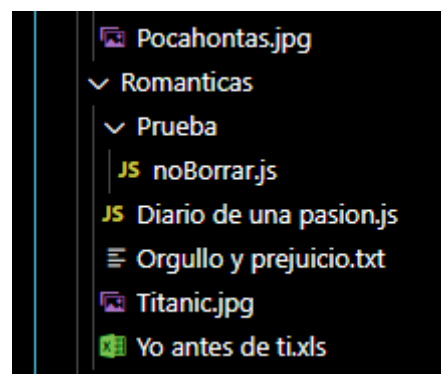 Pocahontas.jpg
Romanticas
Prueba
JS noBorrar.js
JS Diario de una pasion.js
Orgullo y prejuicio.txt
Titanic.jpg
Yo antes de ti.xls